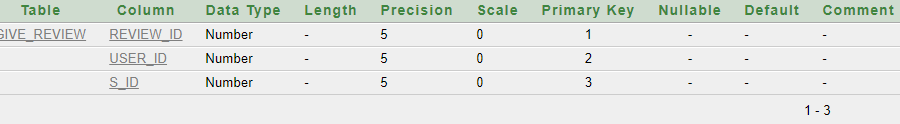 Table Column Data Type Length Precision Scale Primary Key Nullable Default Comment
GIVE_REVIEW REVIEW_ID Number - 5 0 1 - - -
USER_ID Number - 5 0 2 - - -
S_ID Number - 5 0 3 - - -
1 - 3